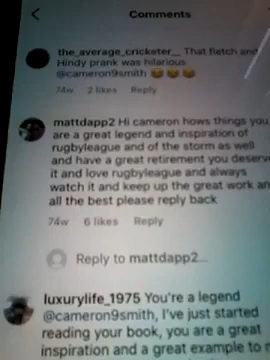 Comments
the_average_cricketer__ That fletch and
Hindy prank was hilarious
@cameron9smith 😂😂😂
74w 2 likes Reply
mattdapp2 Hi cameron hows things you
are a great legend and inspiration of
rugbyleague and of the storm as well
and have a great retirement you deserve
it and love rugbyleague and always
watch it and keep up the great work an
all the best please reply back
74w 6 likes Reply
Reply to mattdapp2...
luxurylife_1975 You're a legend
@cameron9smith, I've just started
reading your book, you are a great
inspiration and a great example to